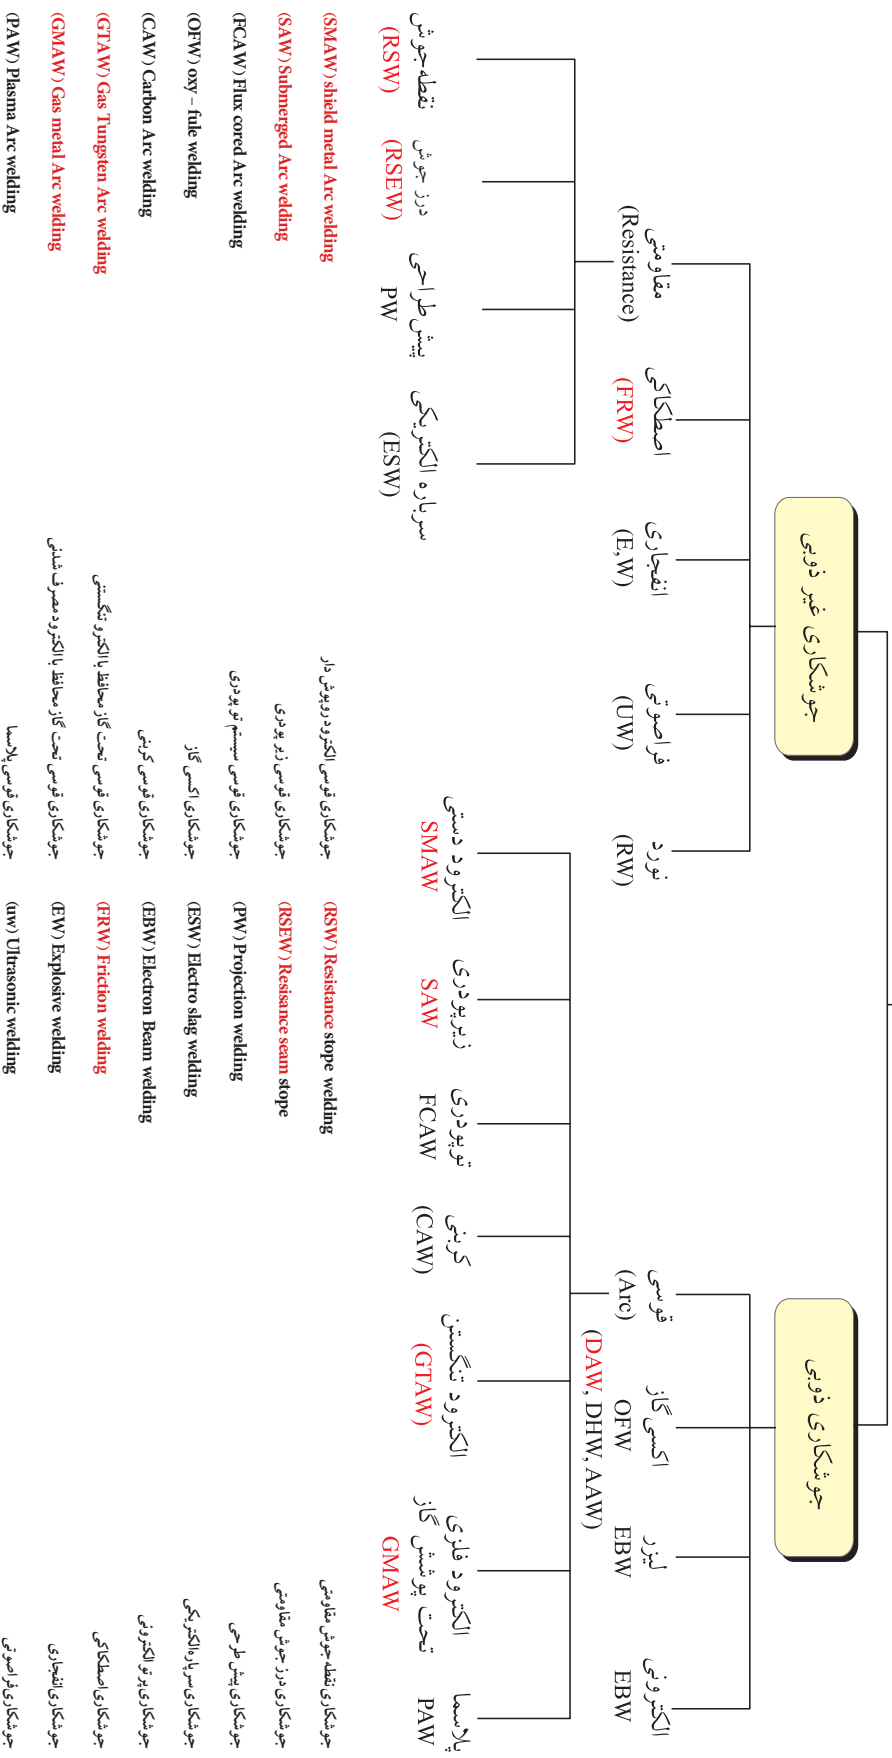 جوشکاری غیر ذوبی
جوشکاری ذوبی
مقاومتی
(Resistance)
اصطکاکی
(FRW)
انفجاری
(E,W)
فراصوتی
(UW)
نورد
(RW)
قوسی
(Arc)
اکسی گاز
OFW
(DAW, DHW, AAW)
لیزر
EBW
الکترونی
EBW
نقطه‌جوش
(RSW)
درز جوش
(RSEW)
پیش‌طراحی
PW
سرباره الکتریکی
(ESW)
الکترود دستی
SMAW
زیرپودری
SAW
توپودری
FCAW
کربنی
(CAW)
الکترود تنگستن
(GTAW)
الکترود فلزی
تحت پوشش گاز
GMAW
پلاسما
PAW
(SMAW) shield metal Arc welding جوشکاری قوسی الکترود روپوش دار
(SAW) Submerged Arc welding جوشکاری قوسی زیر پودری
(FCAW) Flux cored Arc welding جوشکاری قوسی سیستم تو پودری
(OFW) oxy – fule welding جوشکاری اکسی گاز
(CAW) Carbon Arc welding جوشکاری قوسی کربنی
(GTAW) Gas Tungsten Arc welding جوشکاری قوسی تحت گاز محافظ با الکترو تنگستنی
(GMAW) Gas metal Arc welding جوشکاری قوسی تحت گاز محافظ با الکترود مصرف شدنی
(PAW) Plasma Arc welding جوشکاری قوسی پلاسما
(RSW) Resistance stope welding جوشکاری نقطه جوش مقاومتی
(RSEW) Resisance seam stope جوشکاری درز جوش مقاومتی
(PW) Projection welding جوشکاری پیش طرحی
(ESW) Electro slag welding جوشکاری سرباره الکتریکی
(EBW) Electron Beam welding جوشکاری پرتو الکترونی
(FRW) Friction welding جوشکاری اصطکاکی
(EW) Explosive welding جوشکاری انفجاری
(uw) Ultrasonic welding جوشکاری فراصوتی